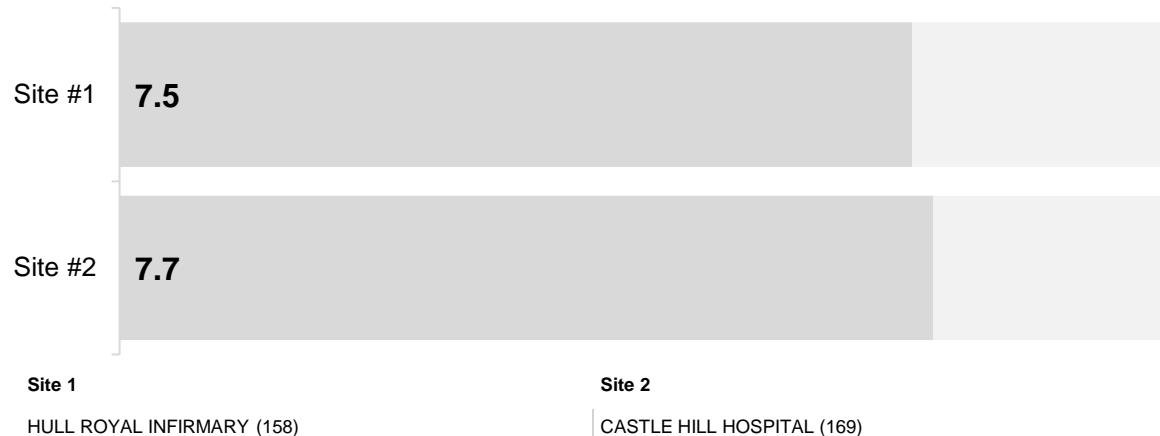 Site #1 7.5
Site #2 7.7
Site 1 Site 2
HULL ROYAL INFIRMARY (158) CASTLE HILL HOSPITAL (169)